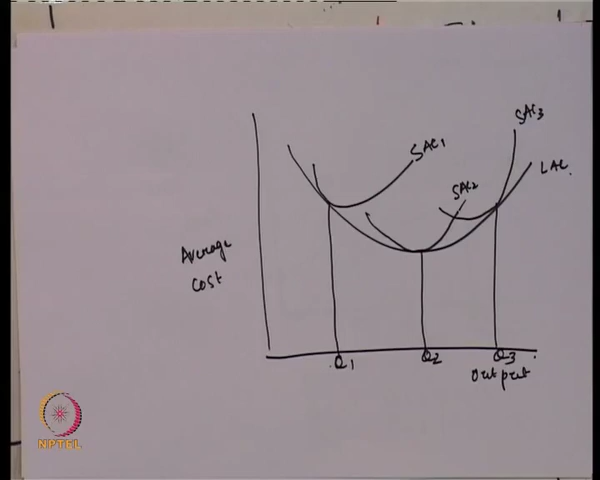 SAC3
SAC1
LAC.
SAC2
Average
cost
Q1
Q2
Q3
Output
NPTEL